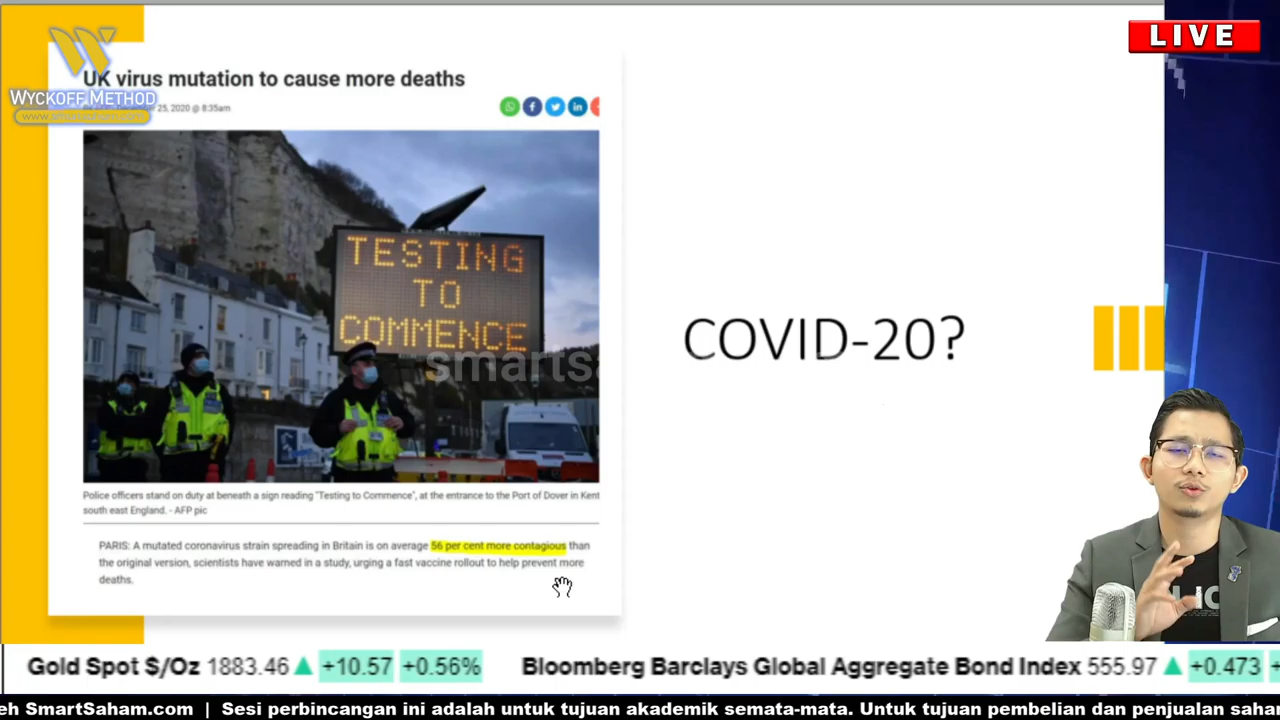 LIVE
UK virus mutation to cause more deaths
WYCKOFF METHOD
25, 2020 @ 8:35am
TESTING
TO
COMMENCE
smartsa
COVID-20?
Police officers stand on duty at beneath a sign reading "Testing to Commence", at the entrance to the Port of Dover in Kent
south east England. - AFP pic
PARIS: A mutated coronavirus strain spreading in Britain is on average 56 per cent more contagious than
the original version, scientists have warned in a study, urging a fast vaccine rollout to help prevent more
deaths.
Gold Spot $/Oz 1883.46 ▲ +10.57 +0.56% Bloomberg Barclays Global Aggregate Bond Index 555.97 ▲ +0.473
eh SmartSaham.com | Sesi perbincangan ini adalah untuk tujuan akademik semata-mata. Untuk tujuan pembelian dan penjualan saha